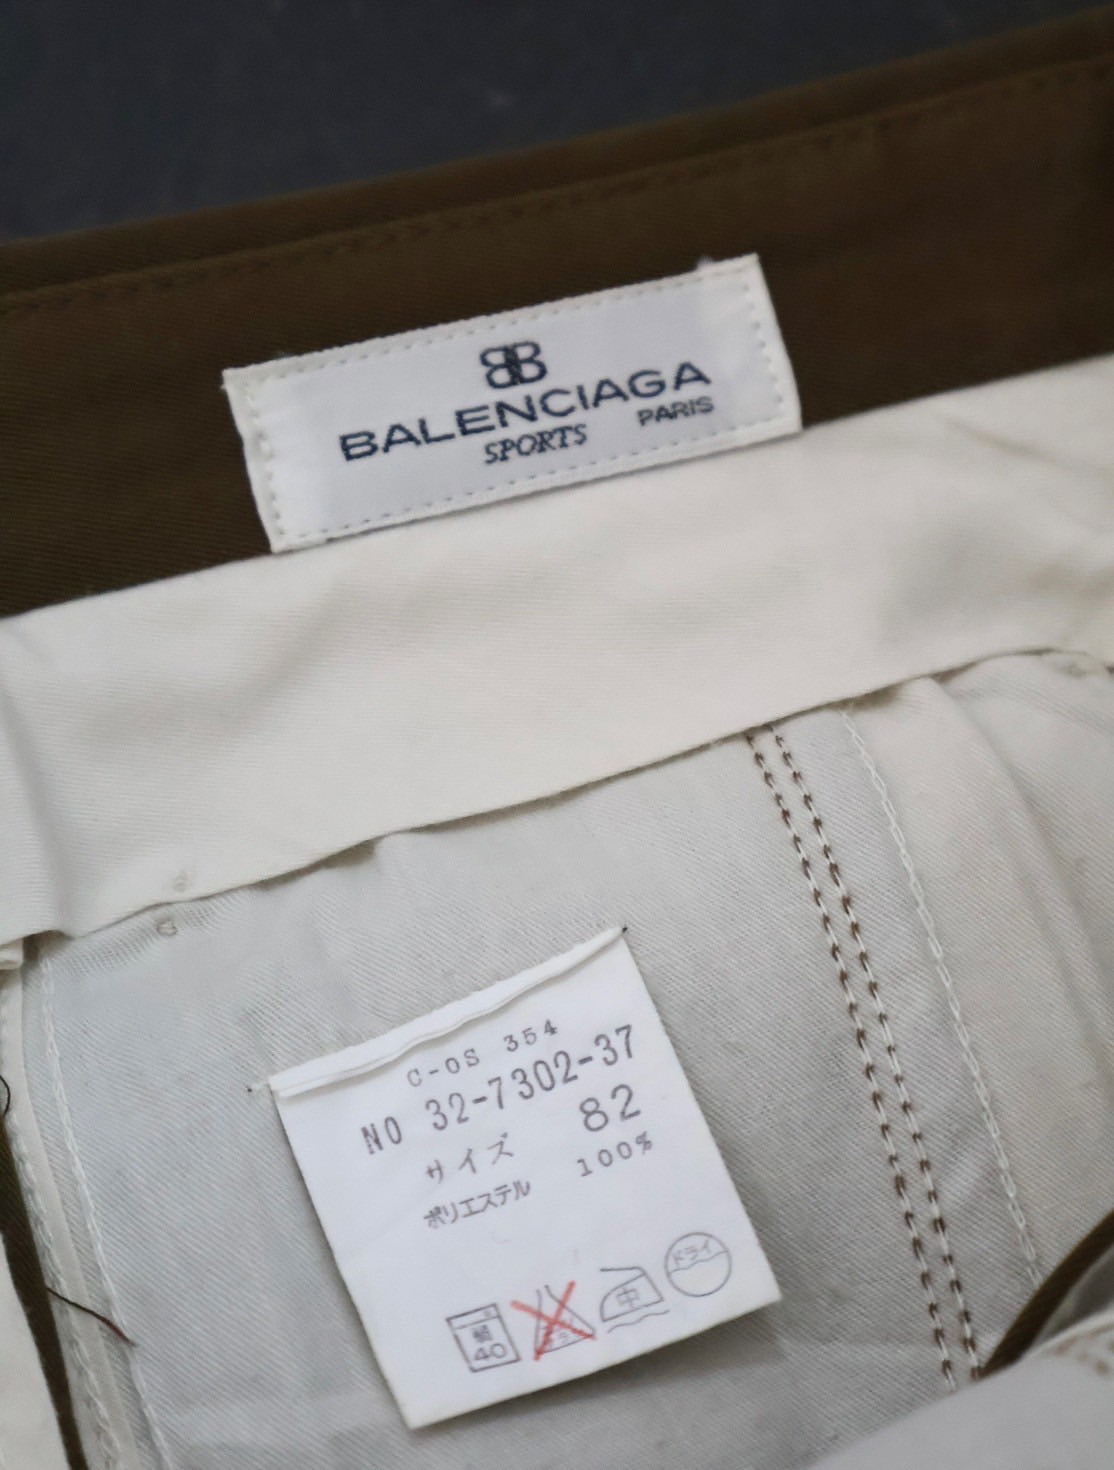 BB
BALENCIAGA
SPORTS PARIS
C-OS 354
NO 32-7302-37
サイズ 82
ポリエステル 100%
40
中
ドライ